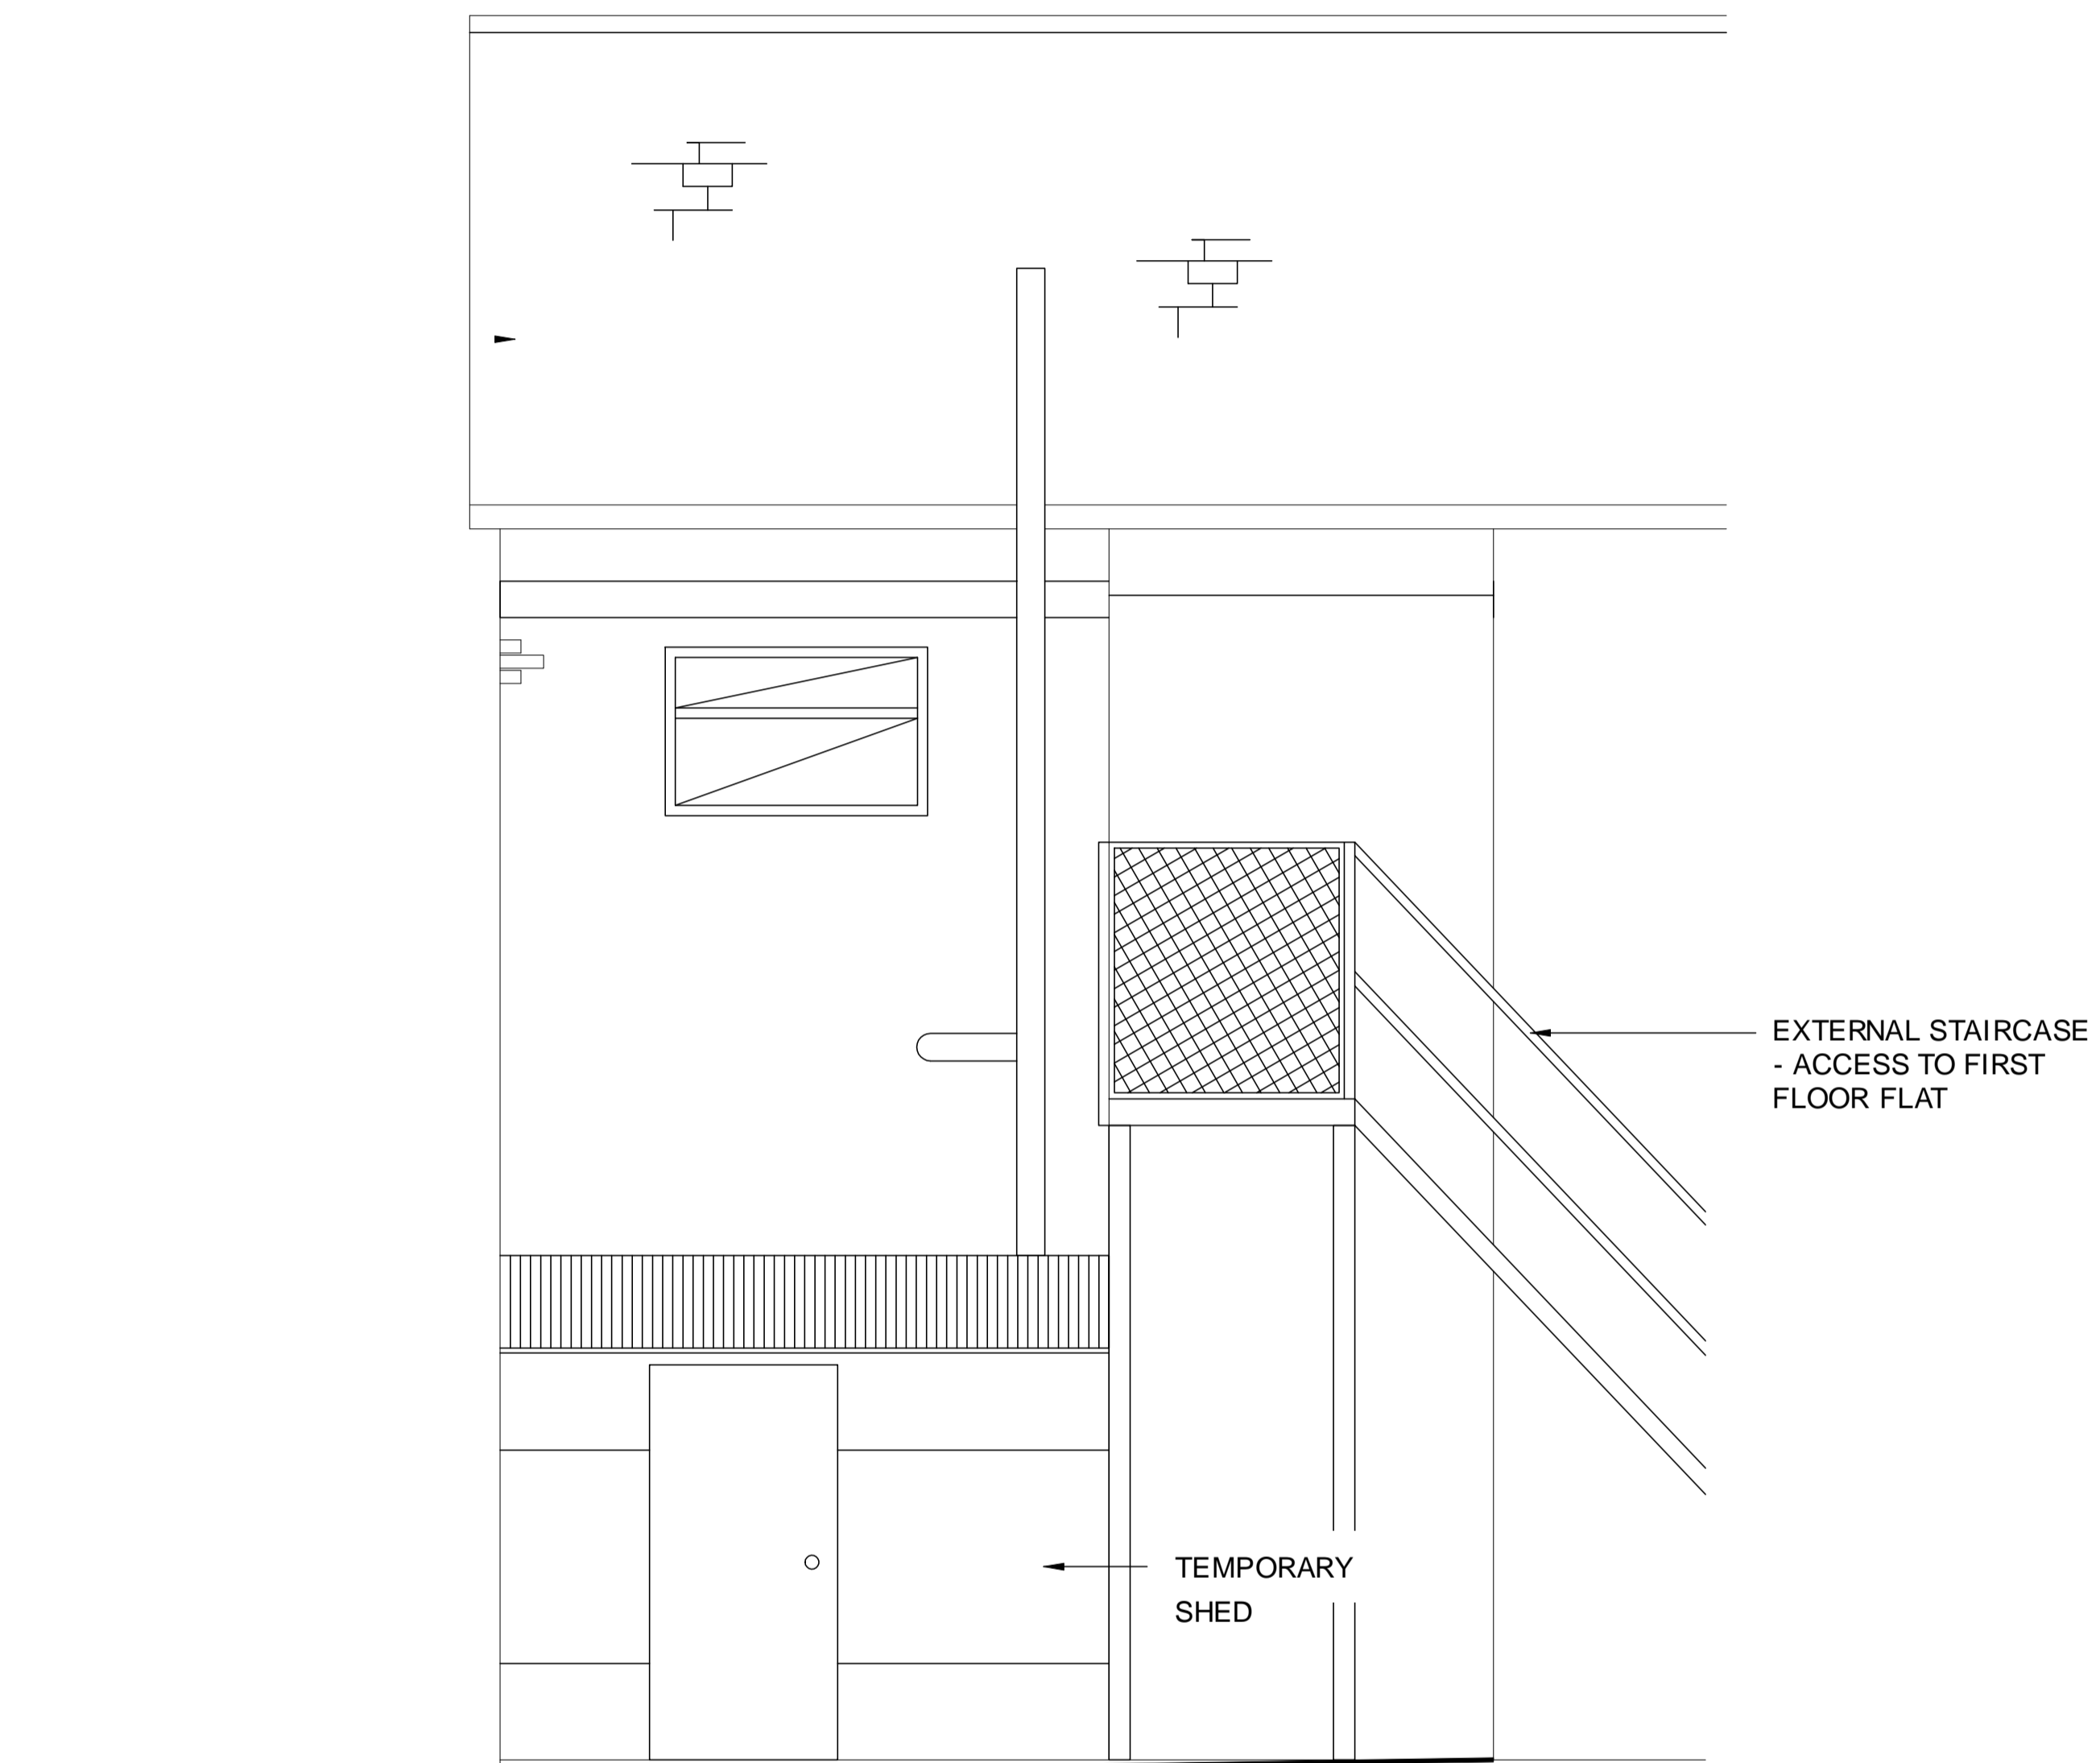 EXTERNAL STAIRCASE
- ACCESS TO FIRST
FLOOR FLAT
TEMPORARY
SHED